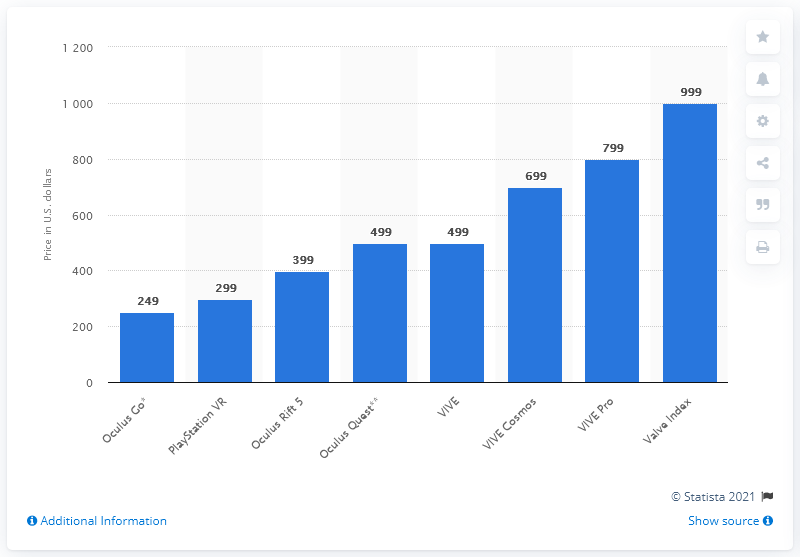 1 200
999
1 000
799
800
699
Price in U.S. dollars
600
499
499
399
400
299
249
200
0
Oculus Go*
PlayStation VR
Oculus Rift 5
Oculus Quest**
VIVE
VIVE Cosmos
VIVE Pro
Valve Index
© Statista 2021
Additional Information
Show source